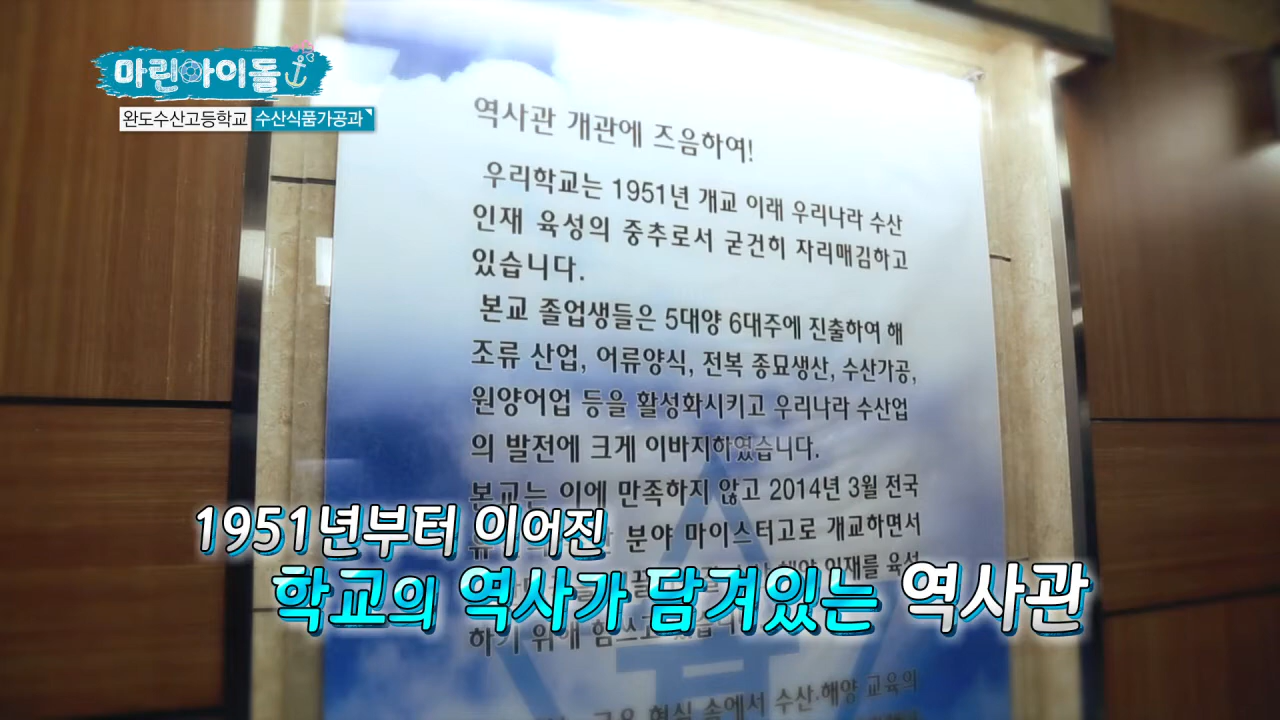 마린아이돌
완도수산고등학교 수산식품가공과
역사관 개관에 즈음하여!
우리학교는 1951년 개교 이래 우리나라 수산
인재 육성의 중추로서 굳건히 자리매김하고
있습니다.
본교 졸업생들은 5대양 6대주에 진출하여 해
조류 산업, 어류양식, 전복 종묘생산, 수산가공,
원양어업 등을 활성화시키고 우리나라 수산업
의 발전에 크게 이바지하였습니다.
본교는 이에 만족하지 않고 2014년 3월 전국
분야 마이스터고로 개교하면서
인재를 육성
하기 위해 힘쓰고
속에서 수산·해양 교육의
1951년부터 이어진
학교의 역사가 담겨있는 역사관